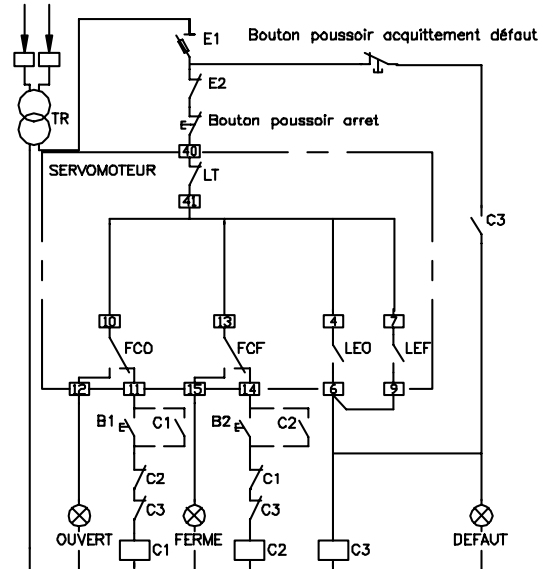 E1
Bouton poussoir acquittement défaut
E2
TR
Bouton poussoir arret
40
SERVOMOTEUR
LT
41
C3
10
13
4
7
FCO
FCF
LEO
LEF
12
11
15
14
6
9
B1
C1
B2
C2
C2
C1
C3
C3
OUVERT
C1
FERME
C2
C3
DEFAUT